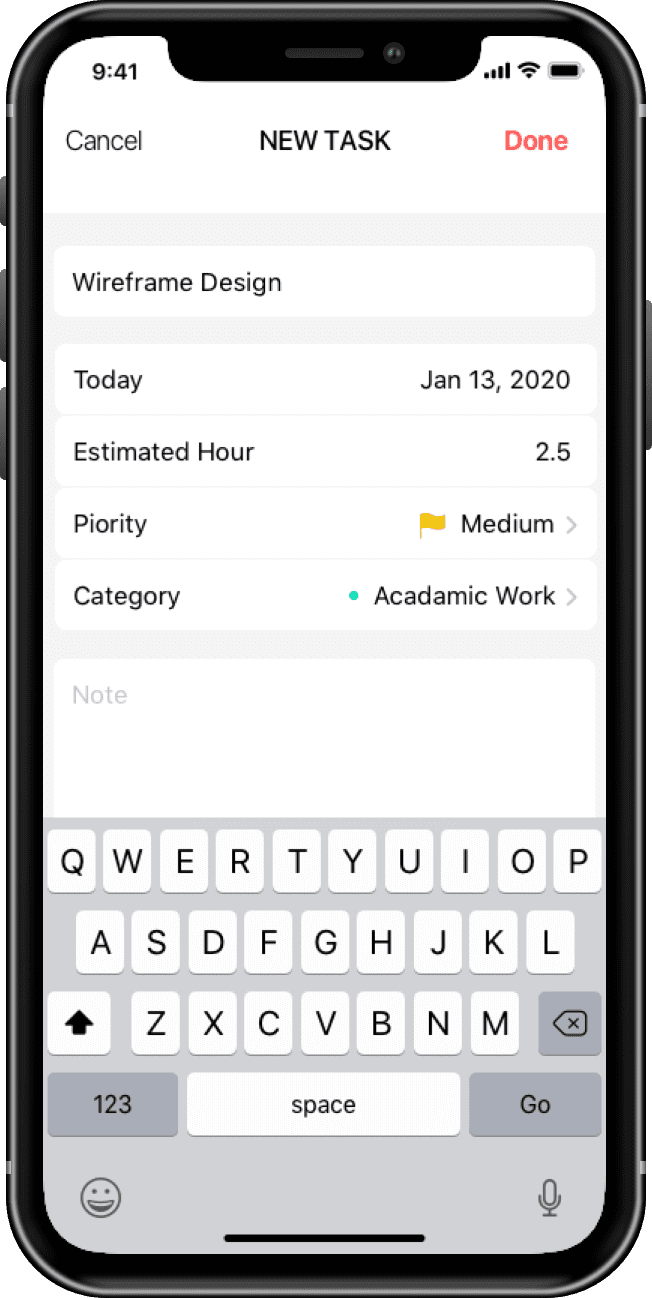 9:41
Cancel NEW TASK Done
Wireframe Design
Today Jan 13, 2020
Estimated Hour 2.5
Piority Medium
Category Acadamic Work
Note
Q W E R T Y U I O P
A S D F G H J K L
Z X C V B N M
123 space Go